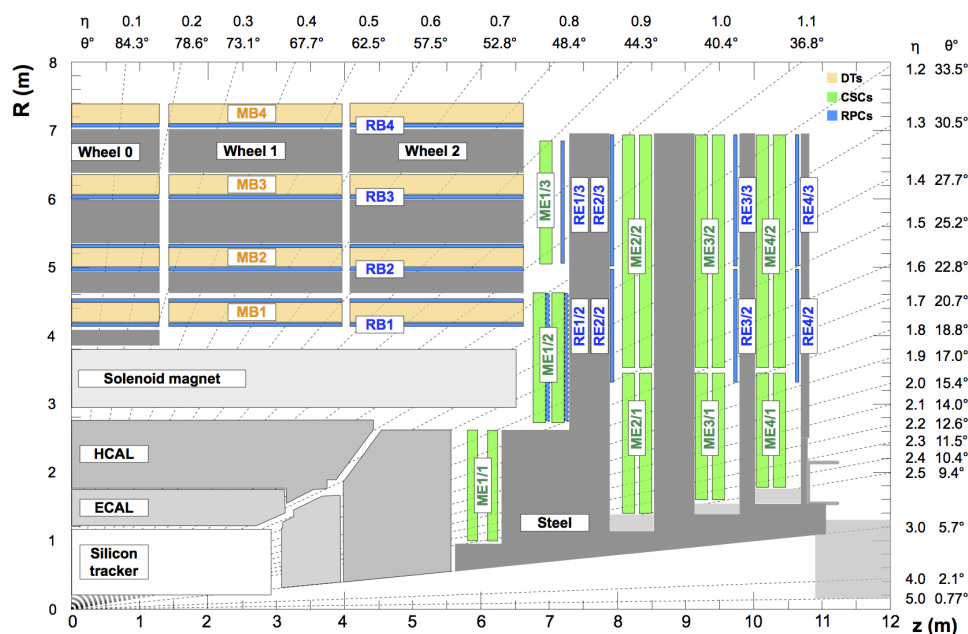 η 0.1 0.2 0.3 0.4 0.5 0.6 0.7 0.8 0.9 1.0 1.1
θ° 84.3° 78.6° 73.1° 67.7° 62.5° 57.5° 52.8° 48.4° 44.3° 40.4° 36.8° η θ°
R (m)
8
7
6
5
4
3
2
1
0
1.2 33.5°
1.3 30.5°
1.4 27.7°
1.5 25.2°
1.6 22.8°
1.7 20.7°
1.8 18.8°
1.9 17.0°
2.0 15.4°
2.1 14.0°
2.2 12.6°
2.3 11.5°
2.4 10.4°
2.5 9.4°
3.0 5.7°
4.0 2.1°
5.0 0.77°
DTs
CSCs
RPCs
MB4
RB4
Wheel 0 Wheel 1 Wheel 2
MB3
RB3
MB2
RB2
MB1
RB1
Solenoid magnet
HCAL
ECAL
Silicon
tracker
Steel
ME1/3
RE1/3
RE2/3
ME2/2
ME3/2
RE3/3
ME4/2
RE4/3
ME1/2
RE1/2
RE2/2
RE3/2
RE4/2
ME1/1
ME2/1
ME3/1
ME4/1
0 1 2 3 4 5 6 7 8 9 10 11 12
z (m)